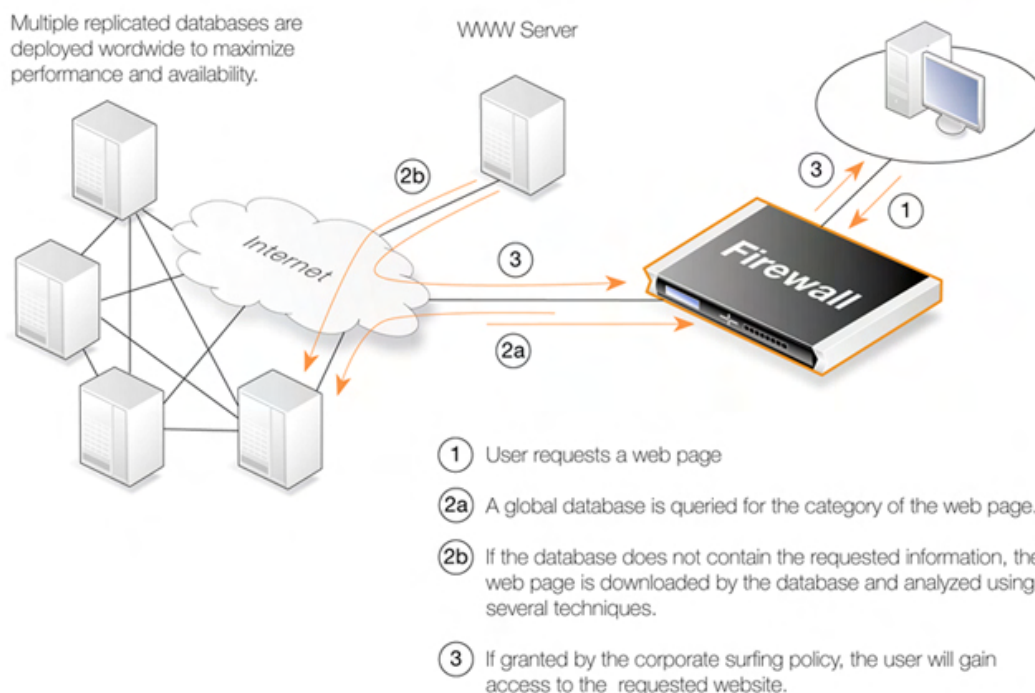 Multiple replicated databases are
deployed wordwide to maximize
performance and availability.
WWW Server
2b
3
1
Internet
3
Firewall
2a
1 User requests a web page
2a A global database is queried for the category of the web page.
2b If the database does not contain the requested information, the
web page is downloaded by the database and analyzed using
several techniques.
3 If granted by the corporate surfing policy, the user will gain
access to the requested website.